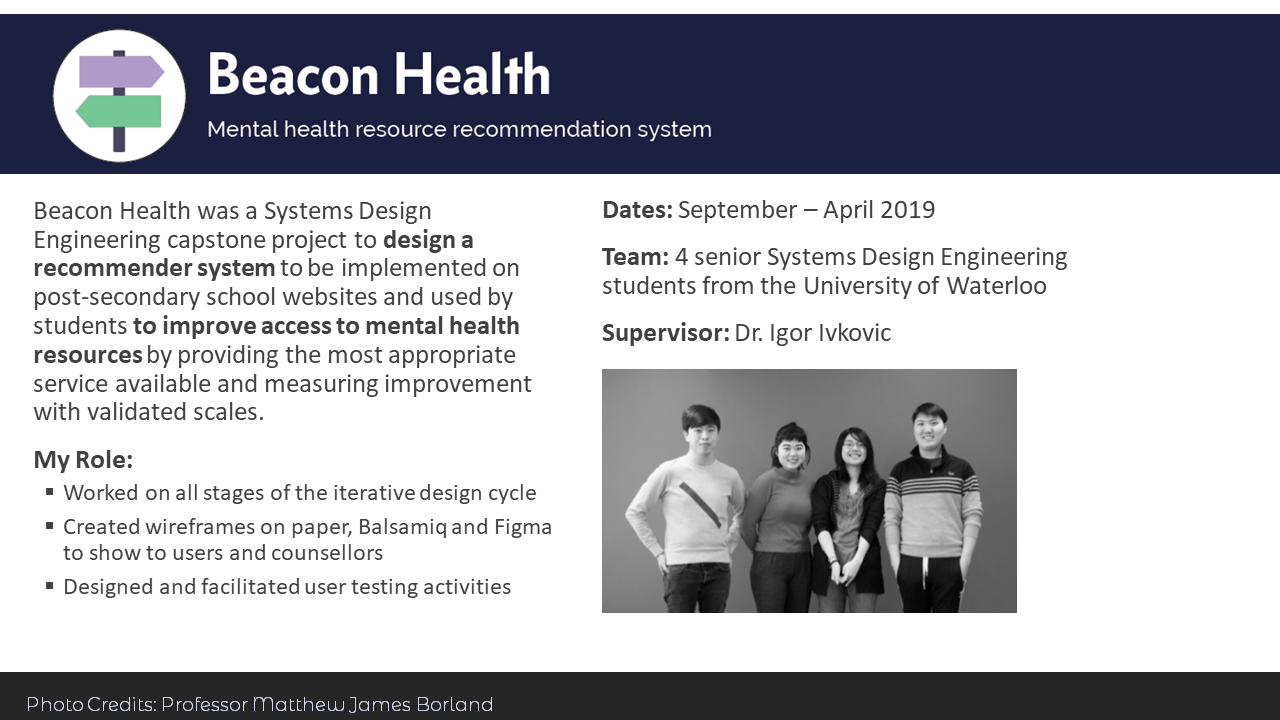 Beacon Health
Mental health resource recommendation system
Beacon Health was a Systems Design
Engineering capstone project to design a
recommender system to be implemented on
post-secondary school websites and used by
students to improve access to mental health
resources by providing the most appropriate
service available and measuring improvement
with validated scales.
My Role:
▪ Worked on all stages of the iterative design cycle
▪ Created wireframes on paper, Balsamiq and Figma
to show to users and counsellors
▪ Designed and facilitated user testing activities
Dates: September – April 2019
Team: 4 senior Systems Design Engineering
students from the University of Waterloo
Supervisor: Dr. Igor Ivkovic
Photo Credits: Professor Matthew James Borland